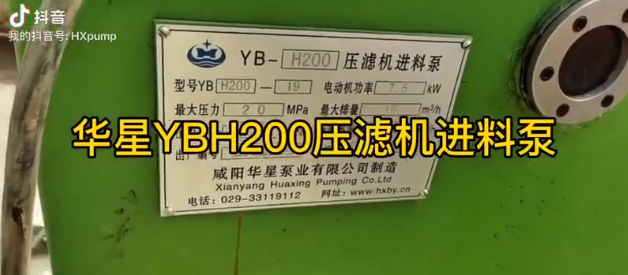 抖音
我的抖音号: HXpump
YB-H200 压滤机进料泵
型号YB H200-19 电动机功率 7.5 kW
最大压力 2.0 MPa 最大排量 m³/h
华星YBH200压滤机进料泵
出厂编号
咸阳华星泵业有限公司制造
Xianyang Huaxing Pumping Co.Ltd
电话：029-33119112 网址：www.hxby.cn